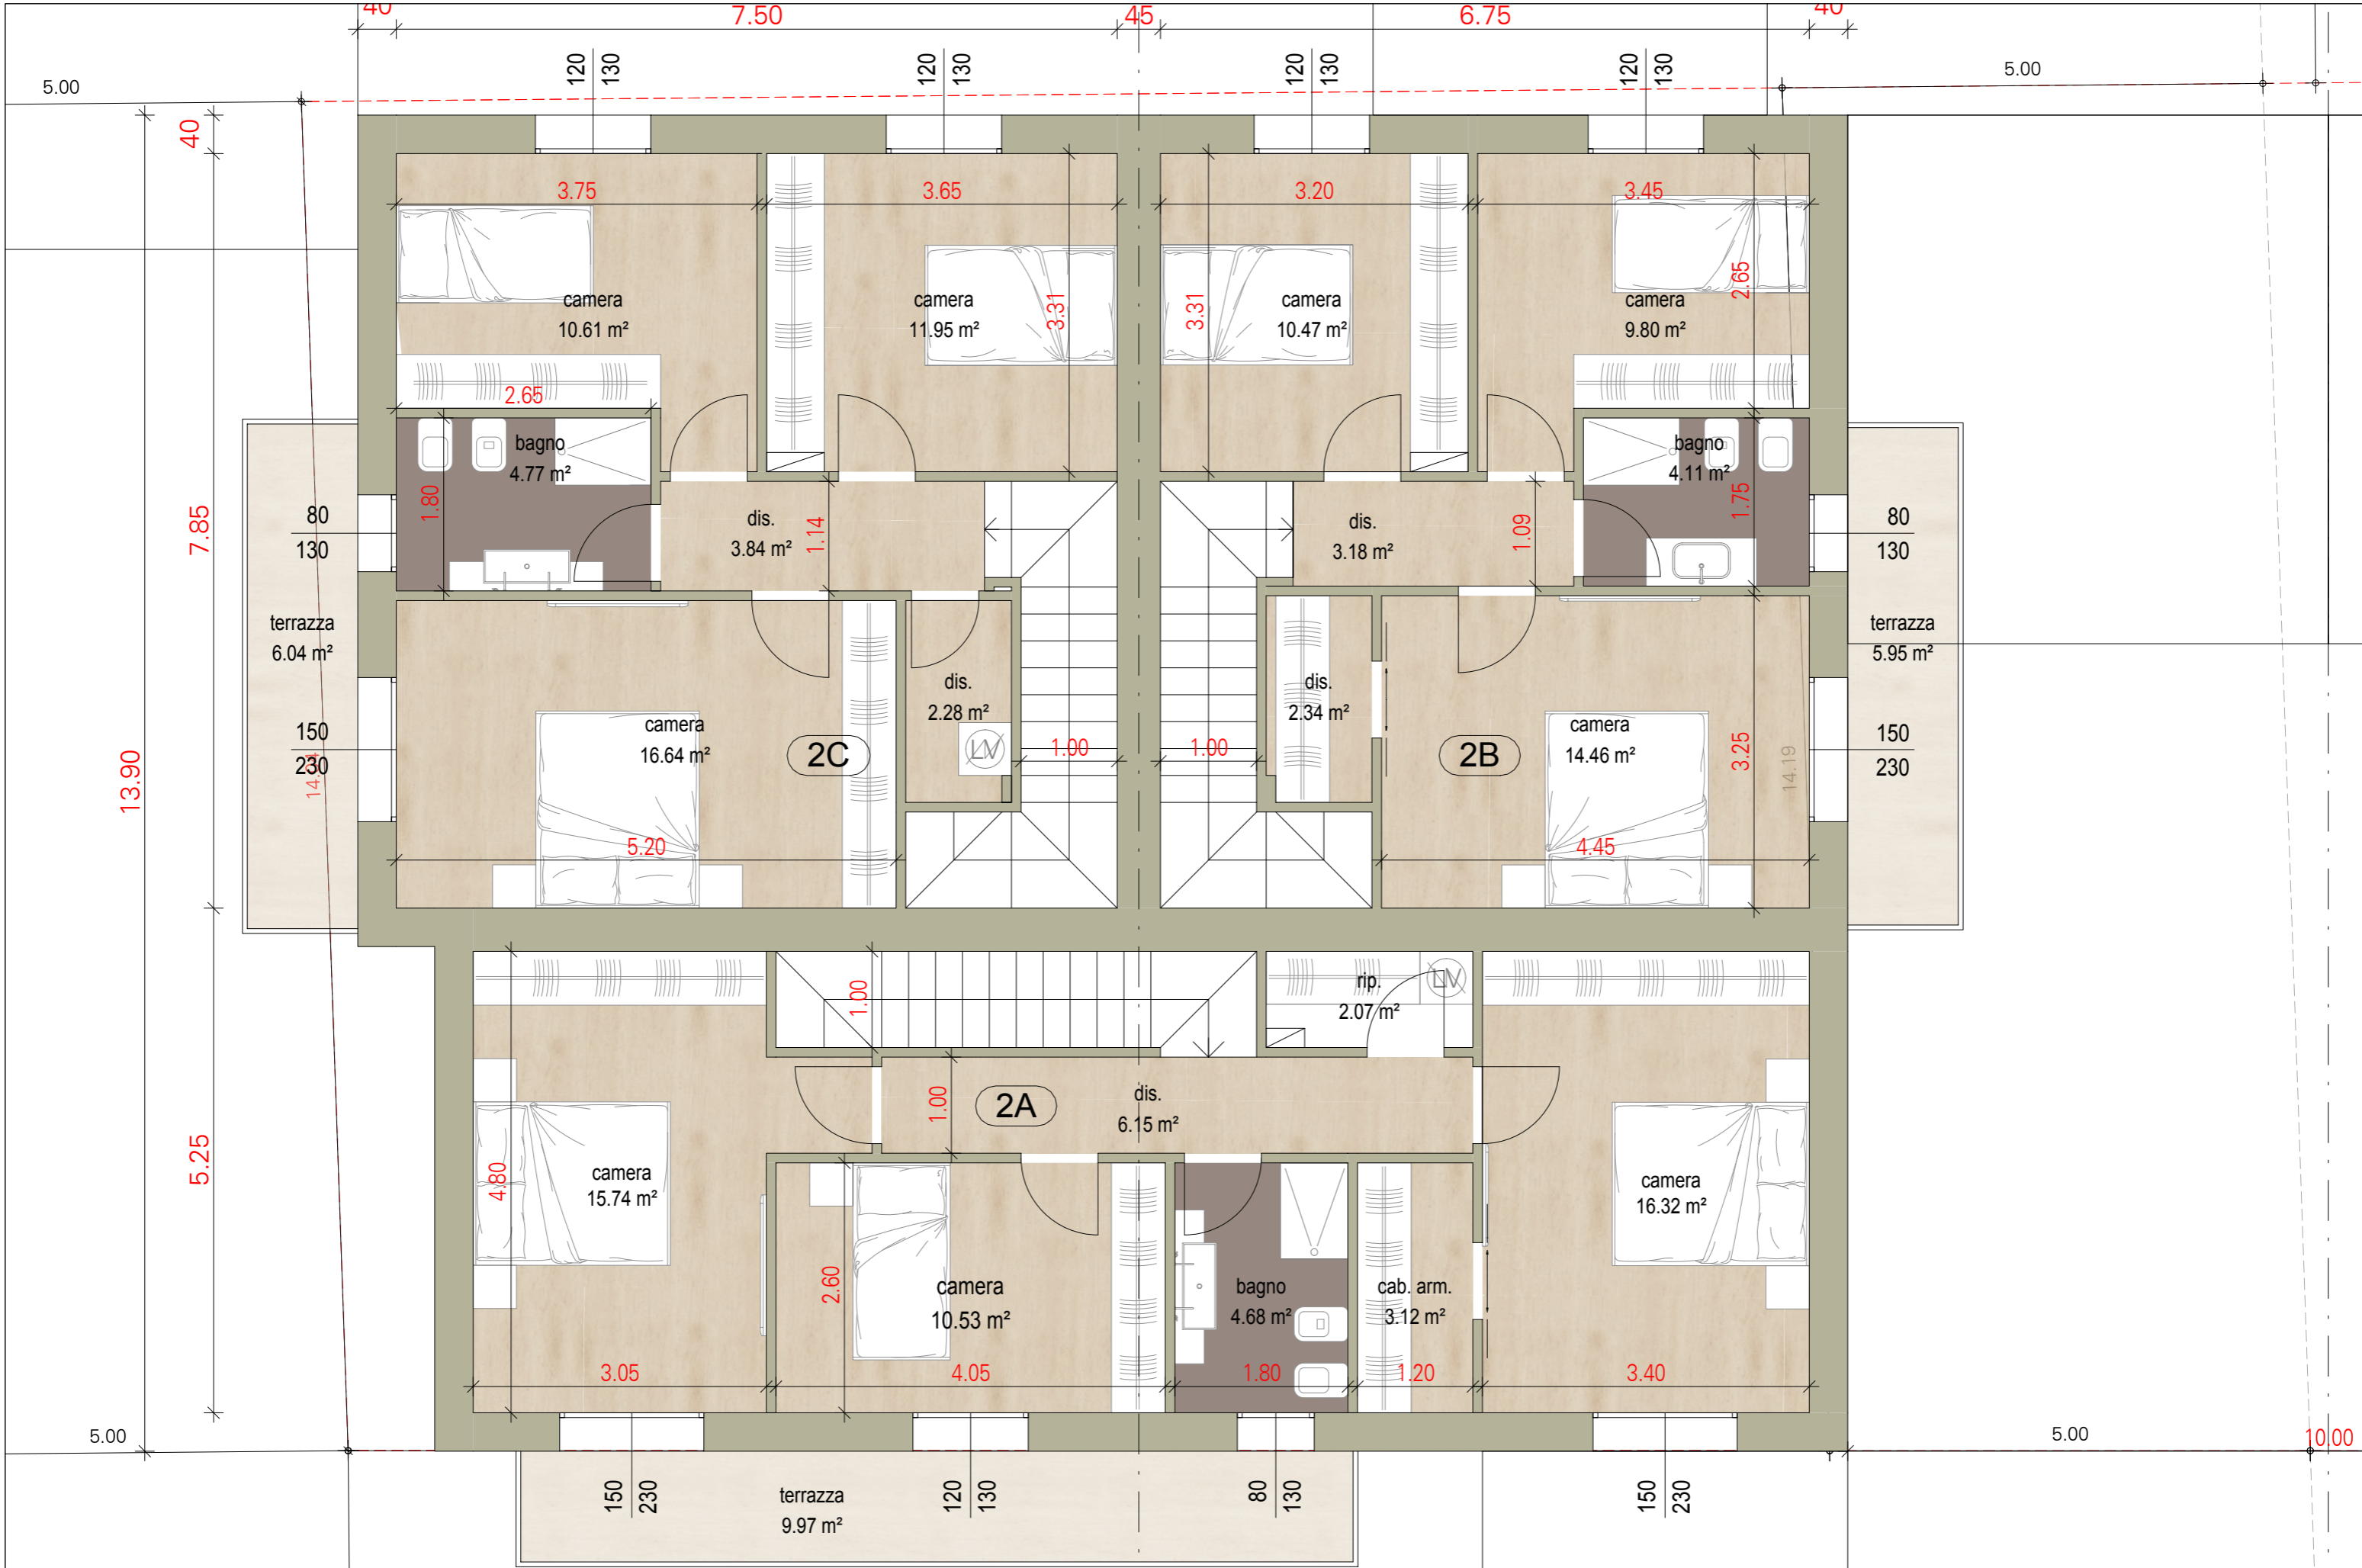 40
7.50
45
6.75
40
120
130
120
130
120
130
120
130
5.00
5.00
40
3.75
3.65
3.20
3.45
camera
10.61 m²
camera
11.95 m²
3.31
3.31
camera
10.47 m²
camera
9.80 m²
2.65
2.65
bagno
4.77 m²
1.80
bagno
4.11 m²
1.75
7.85
80
130
dis.
3.84 m²
1.14
dis.
3.18 m²
1.09
80
130
terrazza
6.04 m²
terrazza
5.95 m²
dis.
2.28 m²
dis.
2.34 m²
camera
16.64 m²
2C
LV
1.00
1.00
2B
camera
14.46 m²
3.25
14.19
150
230
150
230
13.90
5.20
4.45
1.00
rip.
2.07 m²
LV
1.00
2A
dis.
6.15 m²
5.25
4.80
camera
15.74 m²
camera
16.32 m²
2.60
camera
10.53 m²
bagno
4.68 m²
cab. arm.
3.12 m²
3.05
4.05
1.80
1.20
3.40
5.00
5.00
10.00
150
230
120
130
80
130
150
230
terrazza
9.97 m²